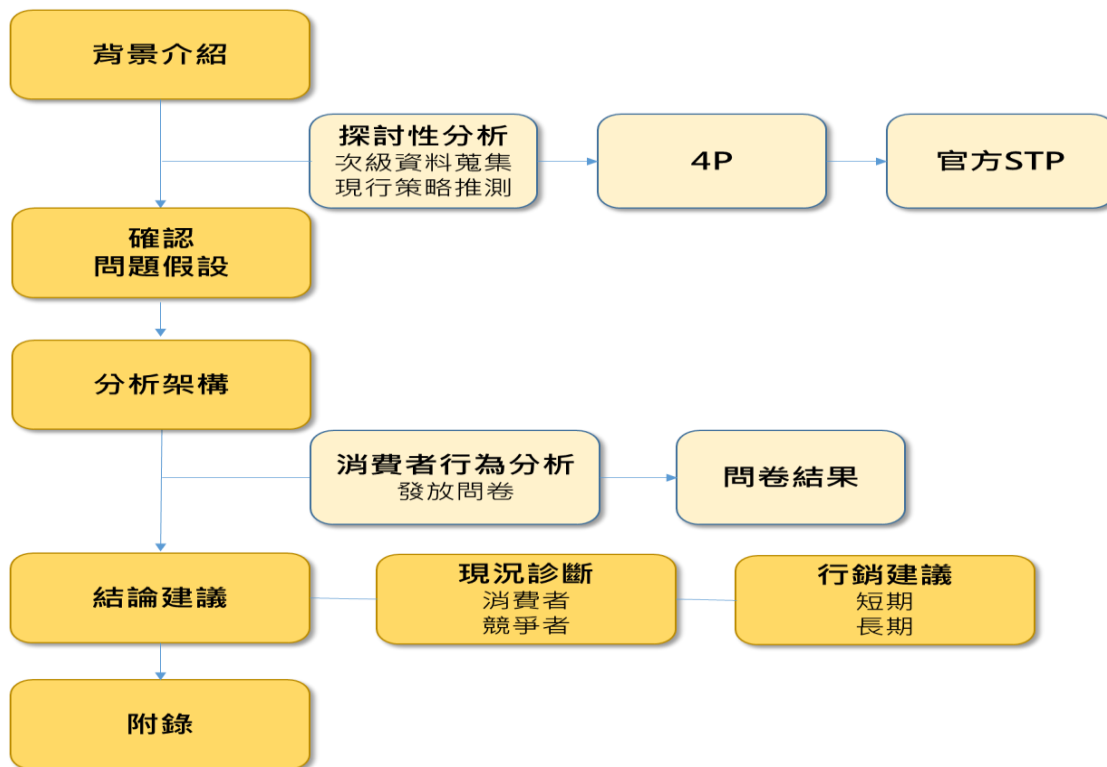 背景介紹
探討性分析
次級資料蒐集
現行策略推測
4P
官方STP
確認
問題假設
分析架構
消費者行為分析
發放問卷
問卷結果
結論建議
現況診斷
消費者
競爭者
行銷建議
短期
長期
附錄